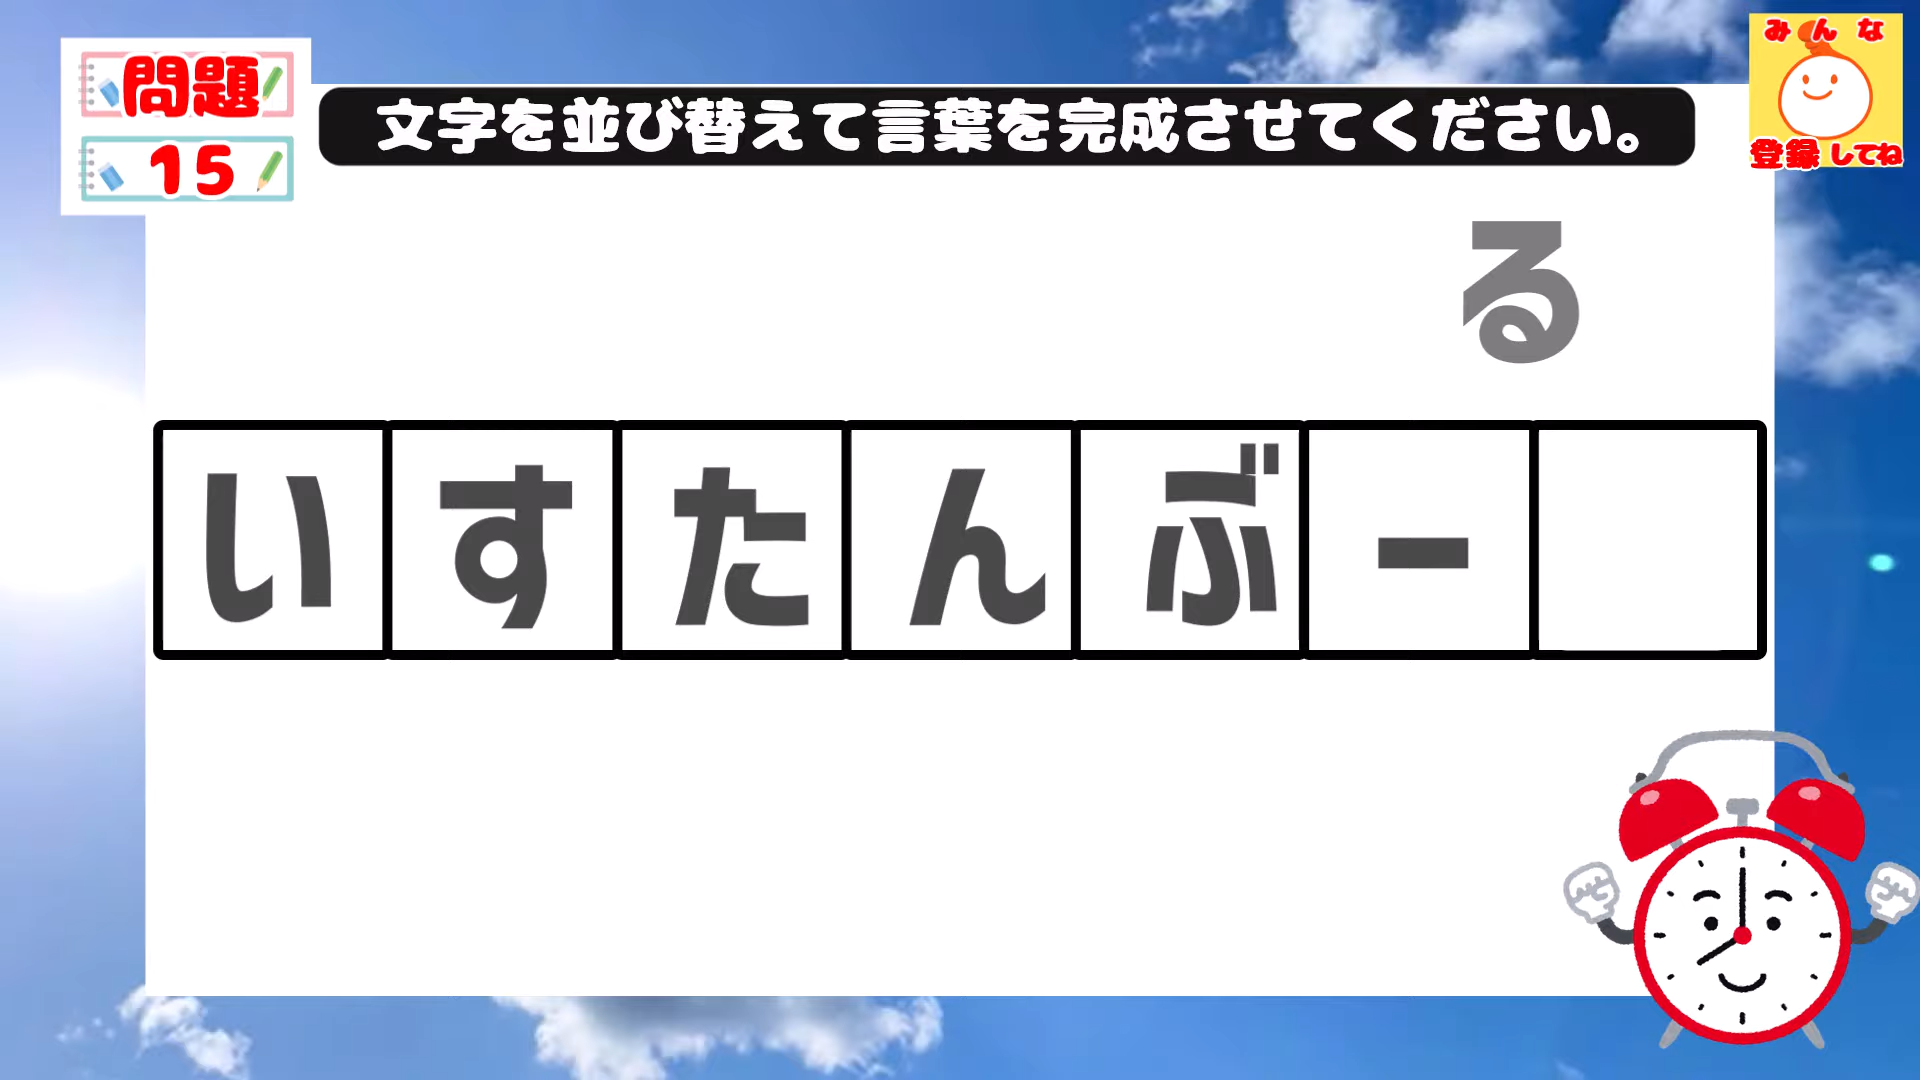 問題
15
文字を並び替えて言葉を完成させてください。
みんな
登録してね
る
いすたんぶー